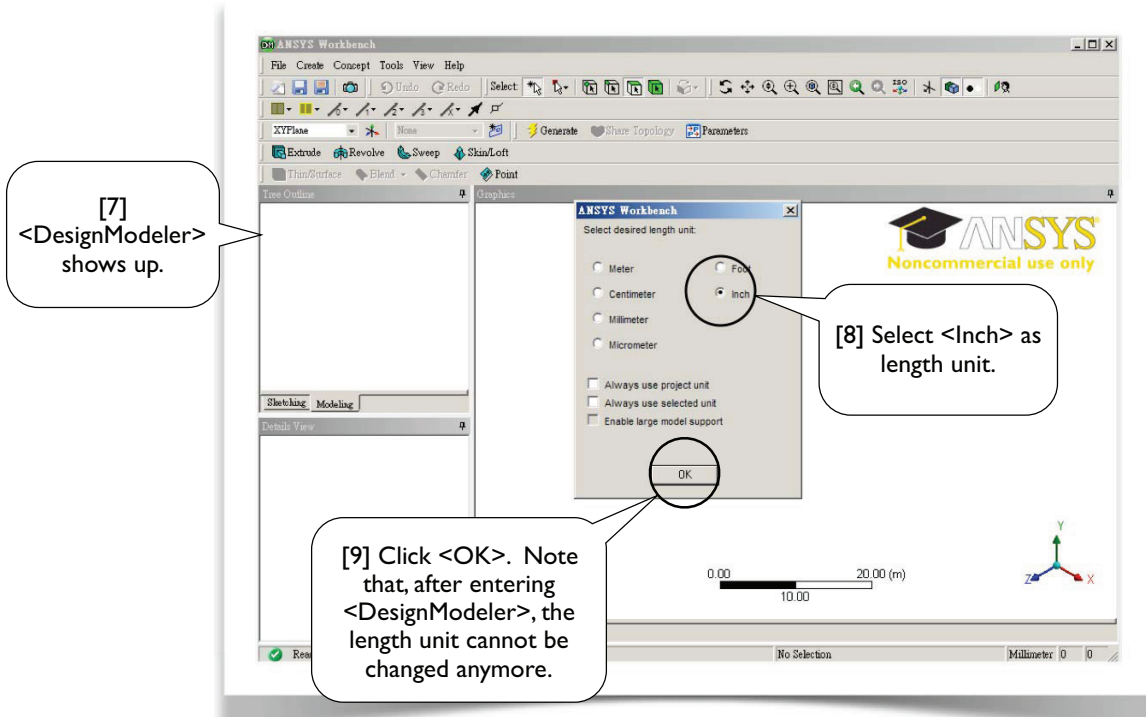 ANSYS Workbench
File Create Concept Tools View Help
Undo Redo Select: ISO
XYPlane None Generate Share Topology Parameters
Extrude Revolve Sweep Skin/Loft
Thin/Surface Blend Chamfer Point
Tree Outline
Graphics
[7]
<DesignModeler>
shows up.
ANSYS Workbench
Select desired length unit:
Meter
Foot
Centimeter
Inch
Millimeter
Micrometer
Always use project unit
Always use selected unit
Enable large model support
OK
ANSYS
Noncommercial use only
[8] Select <Inch> as
length unit.
Sketching Modeling
Details View
[9] Click <OK>. Note
that, after entering
<DesignModeler>, the
length unit cannot be
changed anymore.
0.00 20.00 (m)
10.00
Y
Z X
No Selection Millimeter 0 0